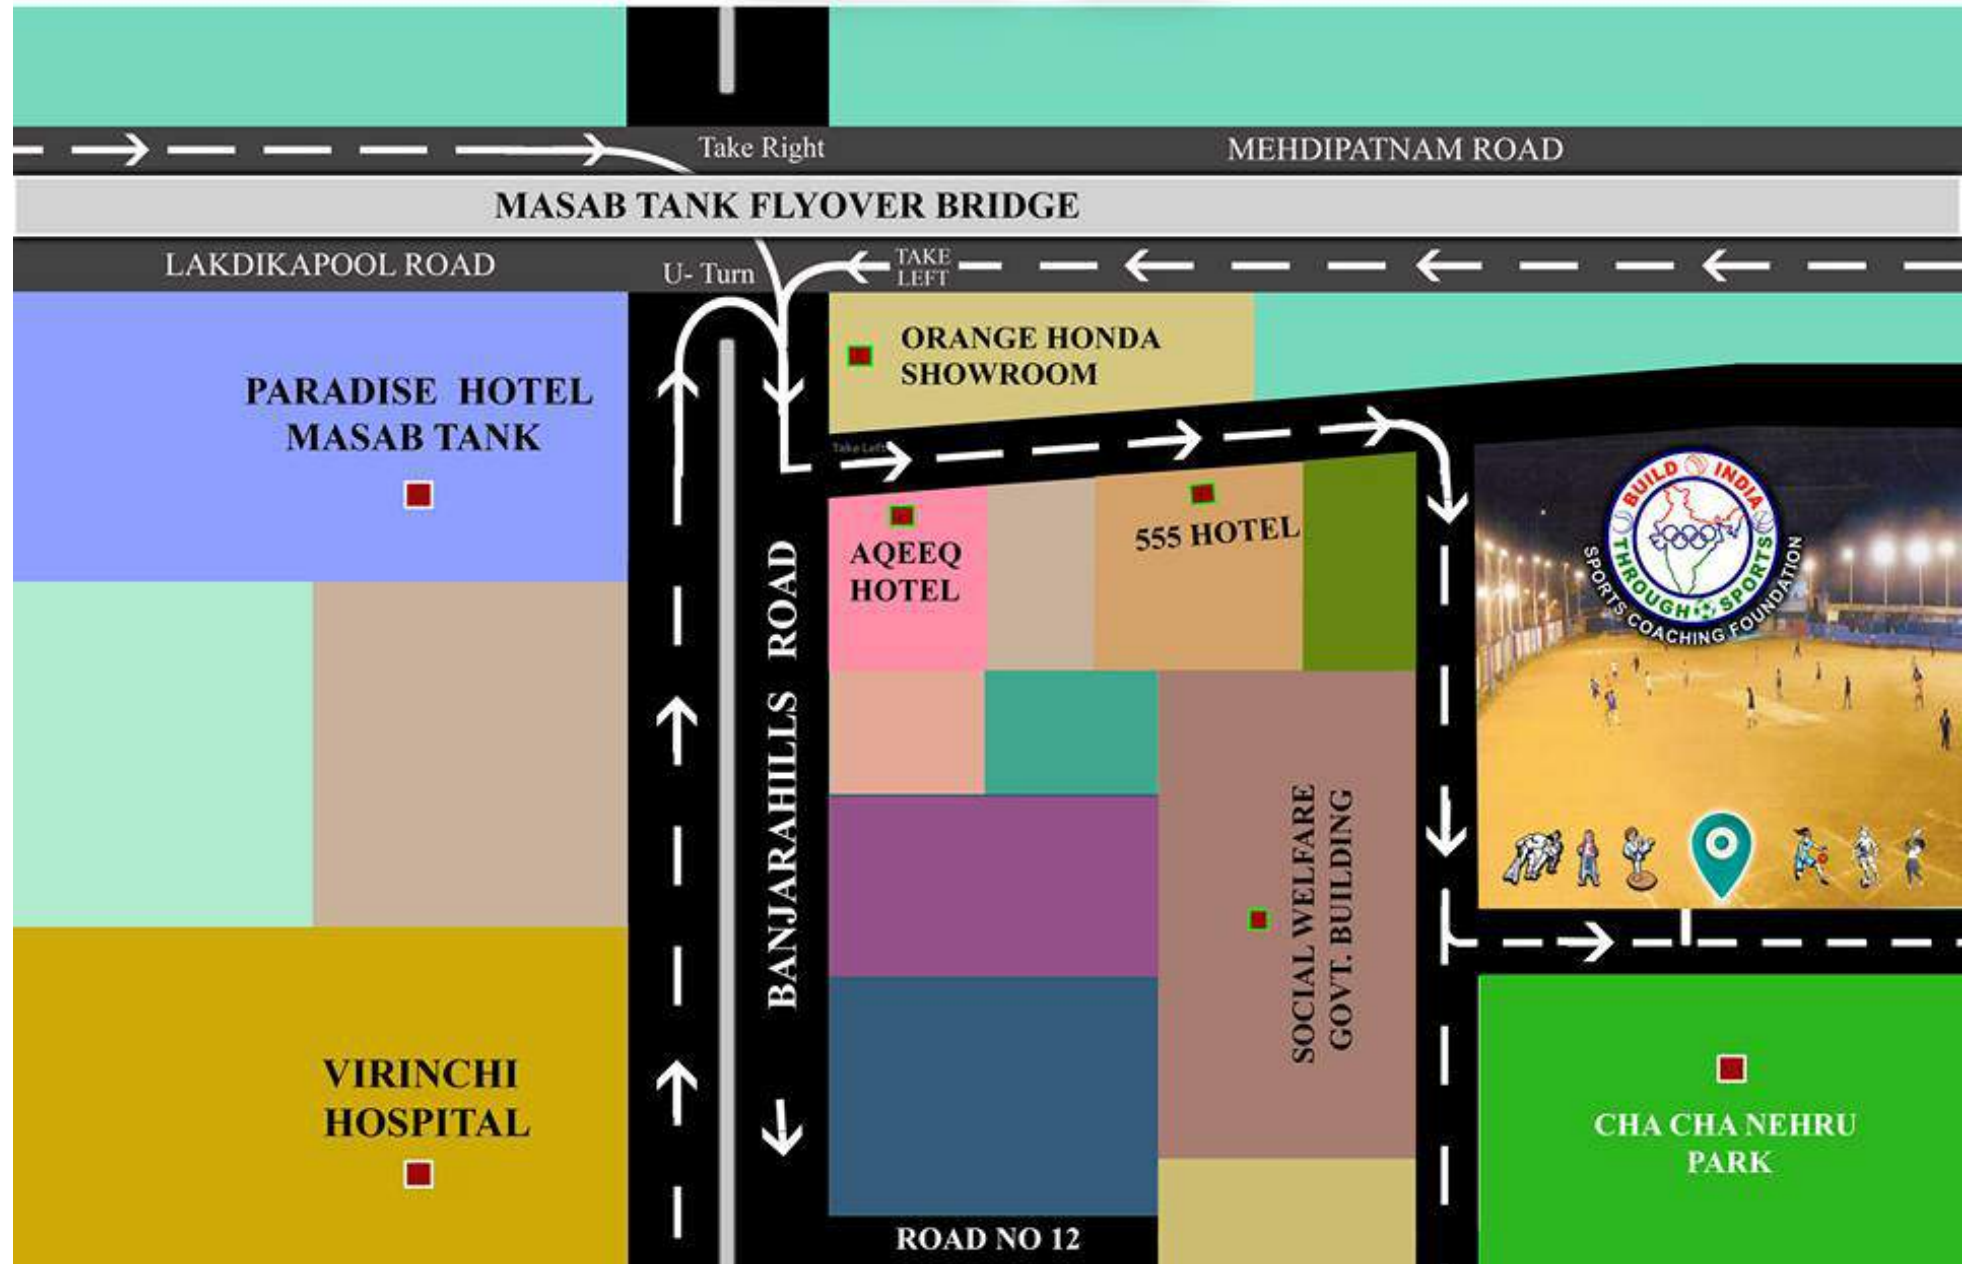 Take Right
MEHDIPATNAM ROAD
MASAB TANK FLYOVER BRIDGE
LAKDIKAPOOL ROAD
U- Turn
TAKE
LEFT
ORANGE HONDA
SHOWROOM
PARADISE HOTEL
MASAB TANK
Take Left
AQEEQ
HOTEL
555 HOTEL
BUILD INDIA
THROUGH SPORTS
SPORTS COACHING FOUNDATION
BANJARAHILLS ROAD
SOCIAL WELFARE
GOVT. BUILDING
VIRINCHI
HOSPITAL
CHA CHA NEHRU
PARK
ROAD NO 12